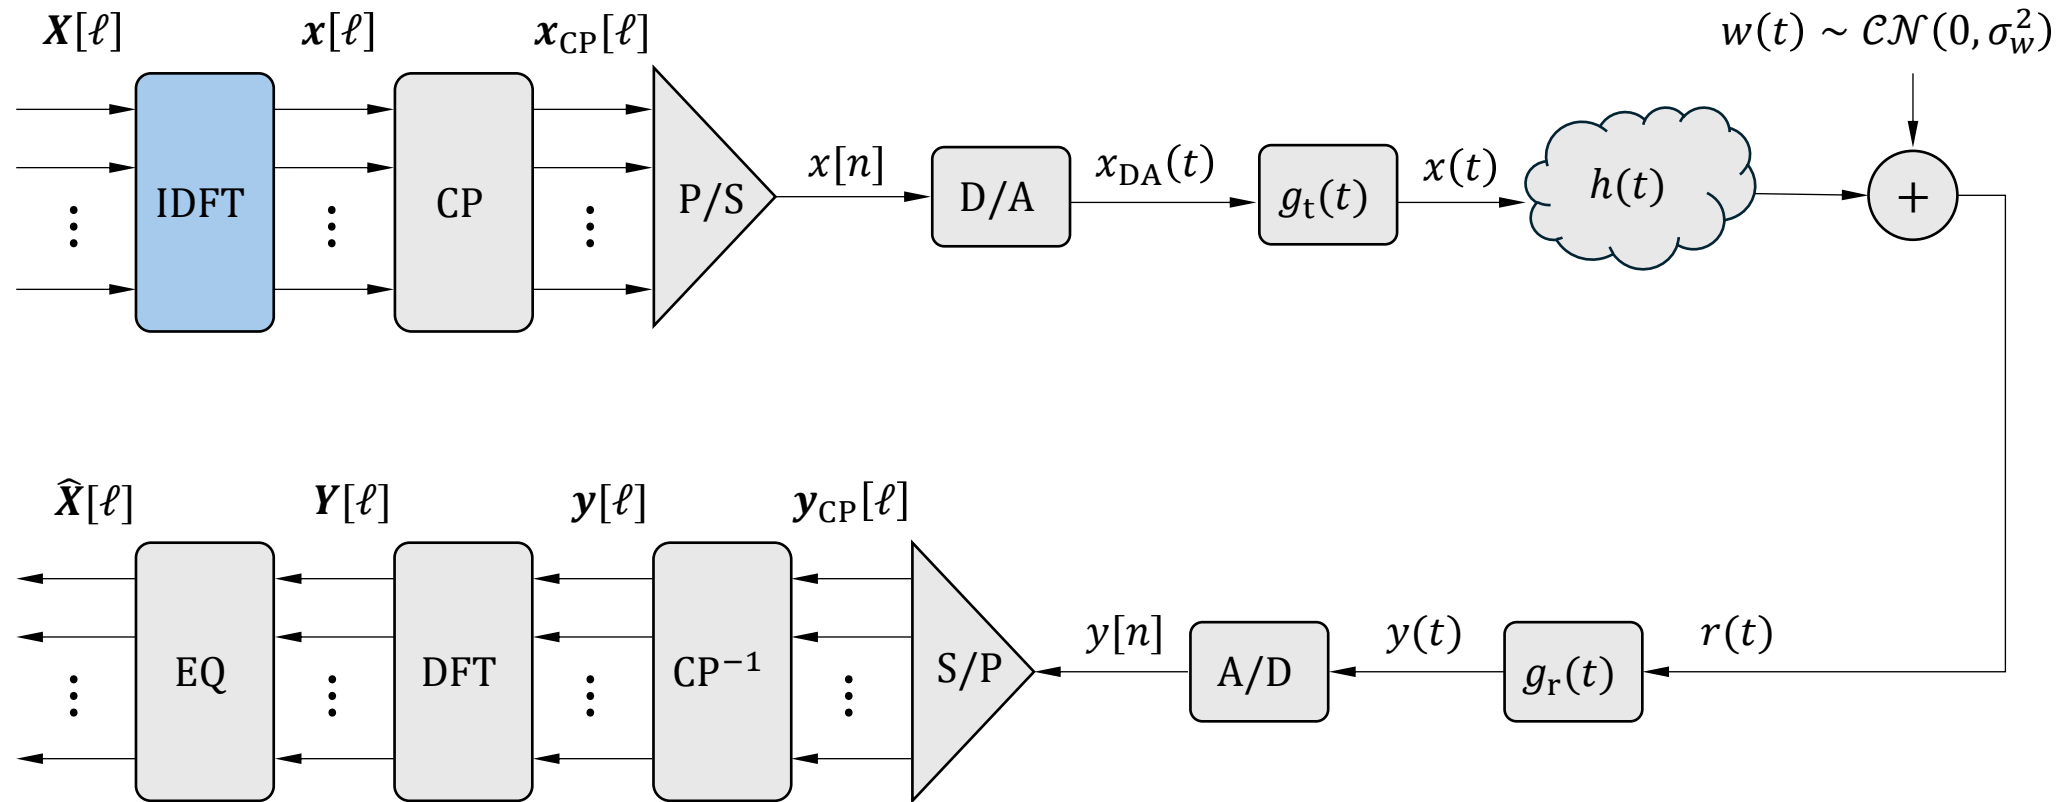 X[ℓ] x[ℓ] x_CP[ℓ] w(t) ~ 𝒞𝒩(0, σ_w^2)
IDFT CP P/S x[n] D/A x_DA(t) g_t(t) x(t) h(t) +
X̂[ℓ] Y[ℓ] y[ℓ] y_CP[ℓ]
EQ DFT CP⁻¹ S/P y[n] A/D y(t) g_r(t) r(t)